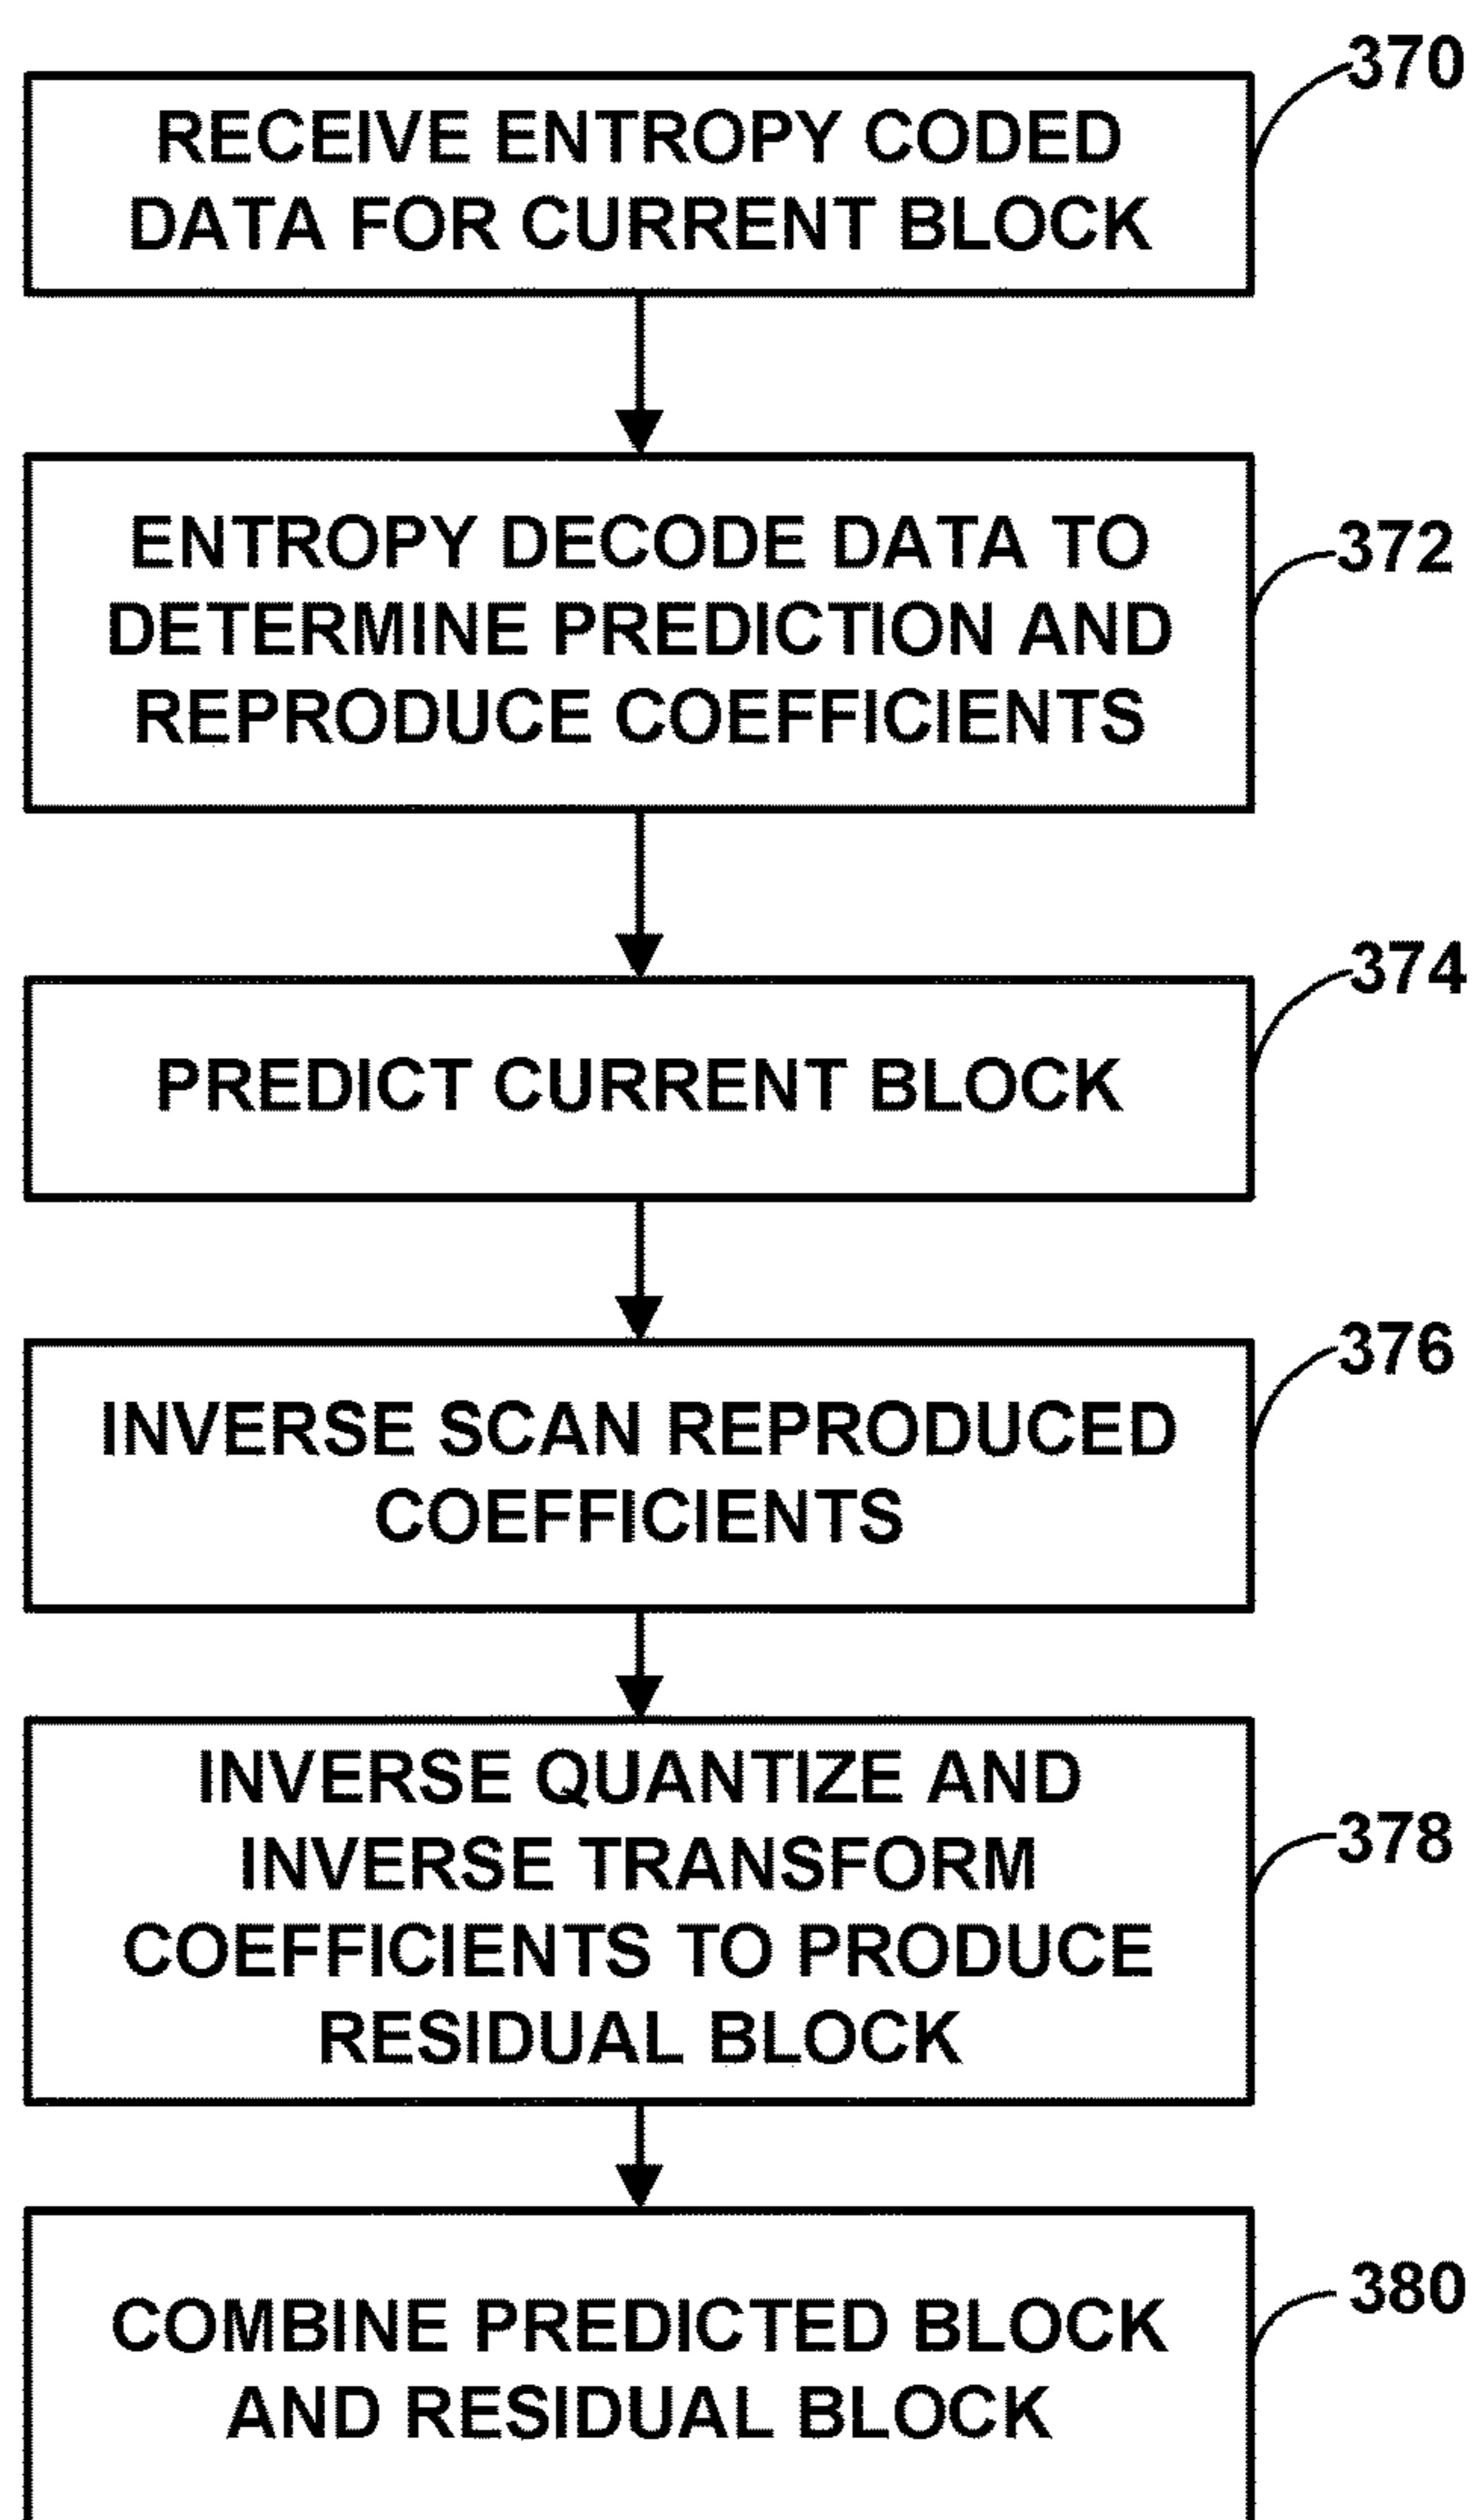 370
RECEIVE ENTROPY CODED
DATA FOR CURRENT BLOCK
ENTROPY DECODE DATA TO
DETERMINE PREDICTION AND
REPRODUCE COEFFICIENTS
372
374
PREDICT CURRENT BLOCK
376
INVERSE SCAN REPRODUCED
COEFFICIENTS
INVERSE QUANTIZE AND
INVERSE TRANSFORM
COEFFICIENTS TO PRODUCE
RESIDUAL BLOCK
378
380
COMBINE PREDICTED BLOCK
AND RESIDUAL BLOCK